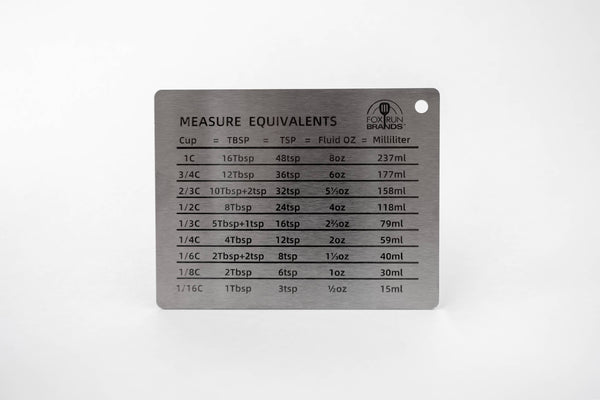 MEASURE EQUIVALENTS
FOX RUN
BRANDS
Cup = TBSP = TSP = Fluid OZ = Milliliter
1C 16Tbsp 48tsp 8oz 237ml
3/4C 12Tbsp 36tsp 6oz 177ml
2/3C 10Tbsp+2tsp 32tsp 5⅓oz 158ml
1/2C 8Tbsp 24tsp 4oz 118ml
1/3C 5Tbsp+1tsp 16tsp 2⅔oz 79ml
1/4C 4Tbsp 12tsp 2oz 59ml
1/6C 2Tbsp+2tsp 8tsp 1⅓oz 40ml
1/8C 2Tbsp 6tsp 1oz 30ml
1/16C 1Tbsp 3tsp ½oz 15ml